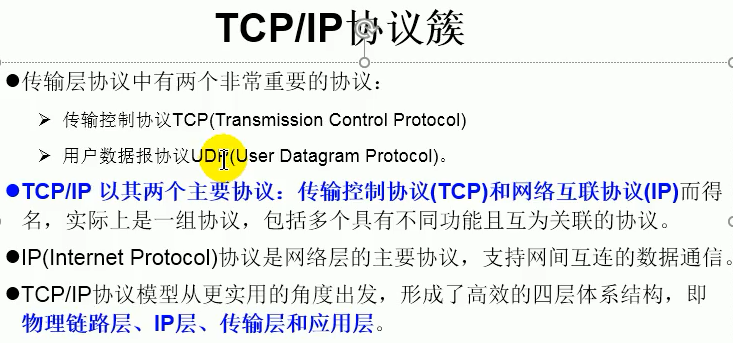 TCP/IP协议簇
●传输层协议中有两个非常重要的协议：
➢ 传输控制协议TCP(Transmission Control Protocol)
➢ 用户数据报协议UDP(User Datagram Protocol)。
●TCP/IP 以其两个主要协议：传输控制协议(TCP)和网络互联协议(IP)而得
名，实际上是一组协议，包括多个具有不同功能且互为关联的协议。
●IP(Internet Protocol)协议是网络层的主要协议，支持网间互连的数据通信。
●TCP/IP协议模型从更实用的角度出发，形成了高效的四层体系结构，即
物理链路层、IP层、传输层和应用层。